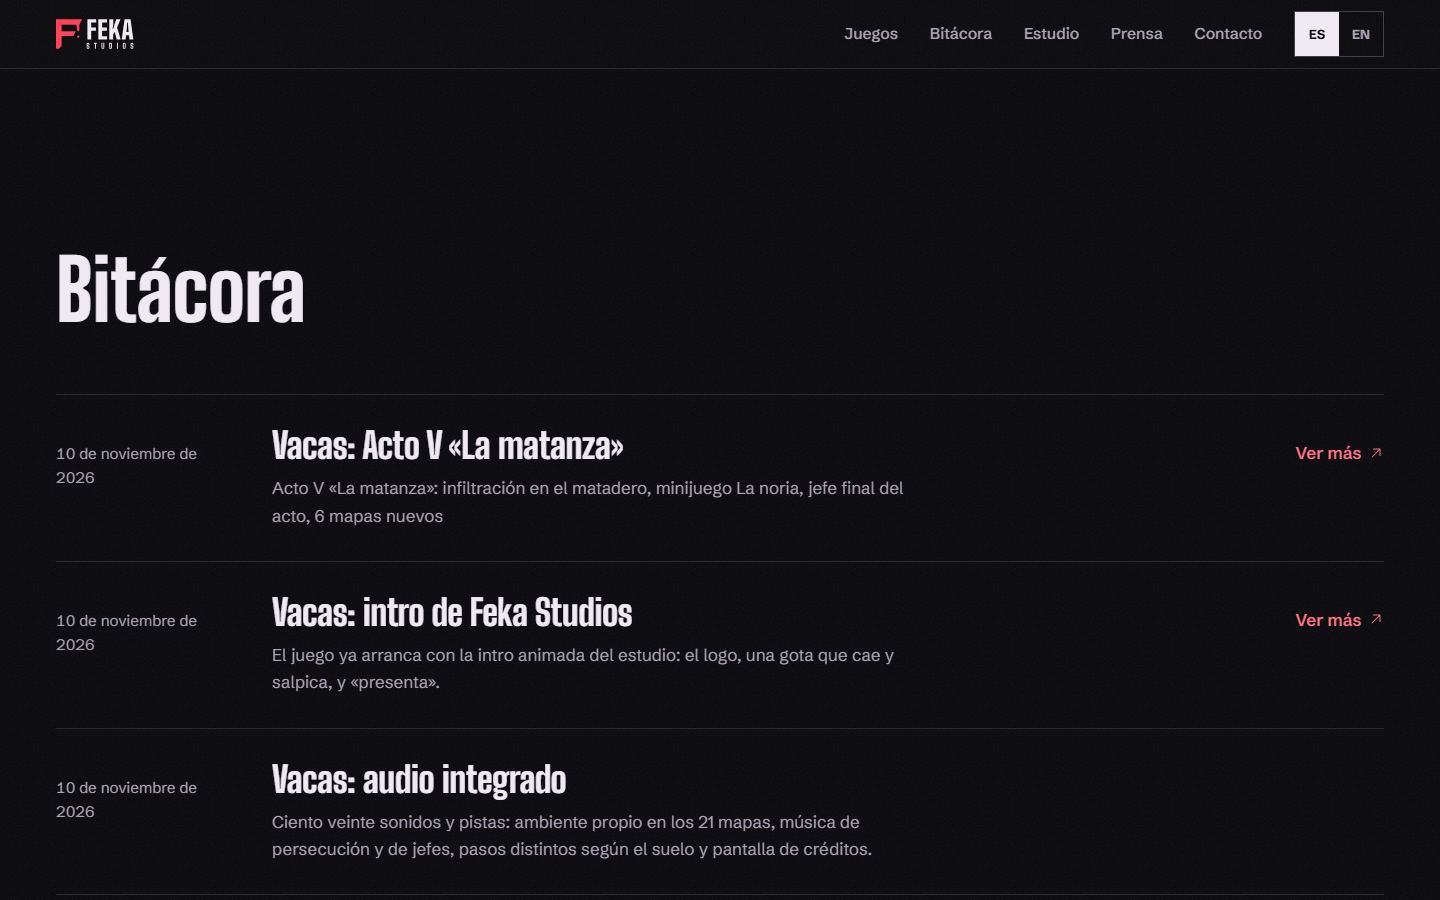 FEKA
STUDIOS
Juegos
Bitácora
Estudio
Prensa
Contacto
ES
EN
Bitácora
10 de noviembre de
2026
Vacas: Acto V «La matanza»
Acto V «La matanza»: infiltración en el matadero, minijuego La noria, jefe final del
acto, 6 mapas nuevos
Ver más
10 de noviembre de
2026
Vacas: intro de Feka Studios
El juego ya arranca con la intro animada del estudio: el logo, una gota que cae y
salpica, y «presenta».
Ver más
10 de noviembre de
2026
Vacas: audio integrado
Ciento veinte sonidos y pistas: ambiente propio en los 21 mapas, música de
persecución y de jefes, pasos distintos según el suelo y pantalla de créditos.